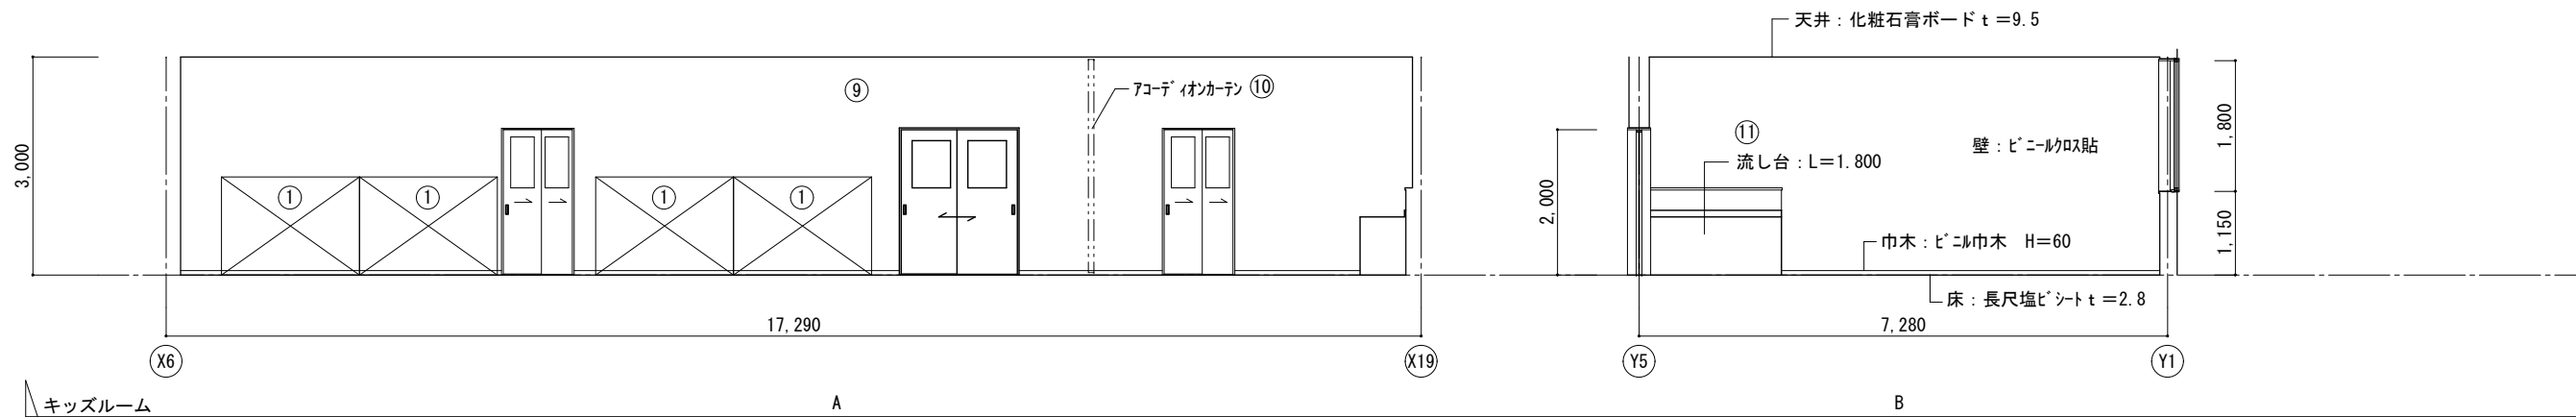 天井：化粧石膏ボードｔ＝9.5
⑨
アコーディオンカーテン ⑩
3,000
①
①
①
①
⑪
流し台：L＝1.800
壁：ビニールクロス貼
1,800
2,000
1,150
巾木：ビニル巾木　H＝60
床：長尺塩ビシートｔ＝2.8
17,290
7,280
X6
X19
Y5
Y1
キッズルーム
A
B